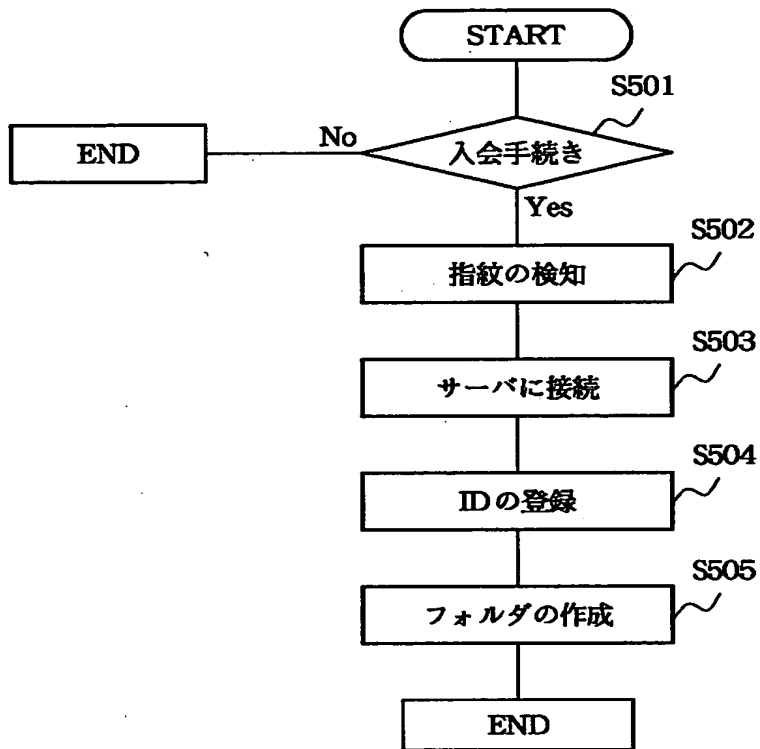 START
S501
入会手続き
No
END
Yes
S502
指紋の検知
S503
サーバに接続
S504
IDの登録
S505
フォルダの作成
END